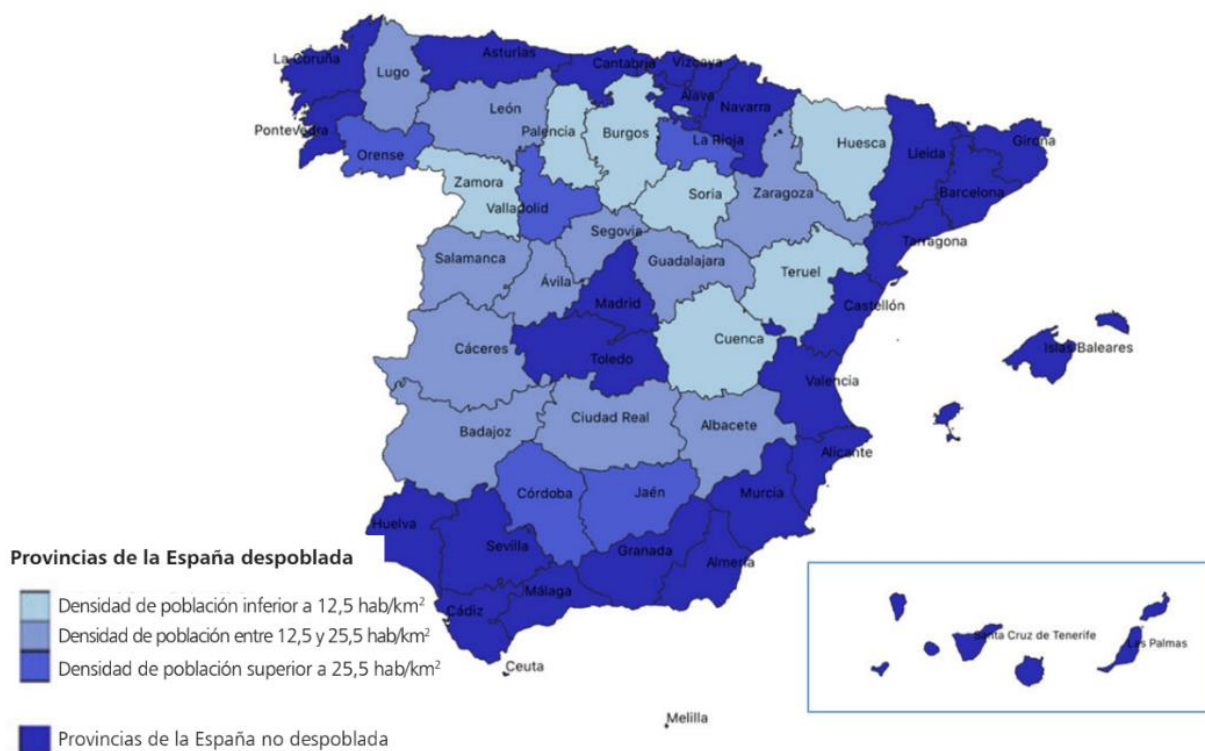 Asturias
La Coruña
Cantabria
Vizcaya
Lugo
Álava
León
Navarra
PonteVedra
Palencia
Burgos
La Rioja
Huesca
Lleida
Girona
Orense
Zamora
Soria
Zaragoza
Barcelona
Valladolid
Segovia
Tarragona
Salamanca
Guadalajara
Teruel
Ávila
Madrid
Castellón
Cuenca
Cáceres
Toledo
Islas Baleares
Valencia
Ciudad Real
Albacete
Badajoz
Alicante
Córdoba
Jaén
Murcia
Huelva
Sevilla
Granada
Almería
Málaga
Cádiz
Ceuta
Melilla
Santa Cruz de Tenerife
Las Palmas
Provincias de la España despoblada
Densidad de población inferior a 12,5 hab/km²
Densidad de población entre 12,5 y 25,5 hab/km²
Densidad de población superior a 25,5 hab/km²
Provincias de la España no despoblada